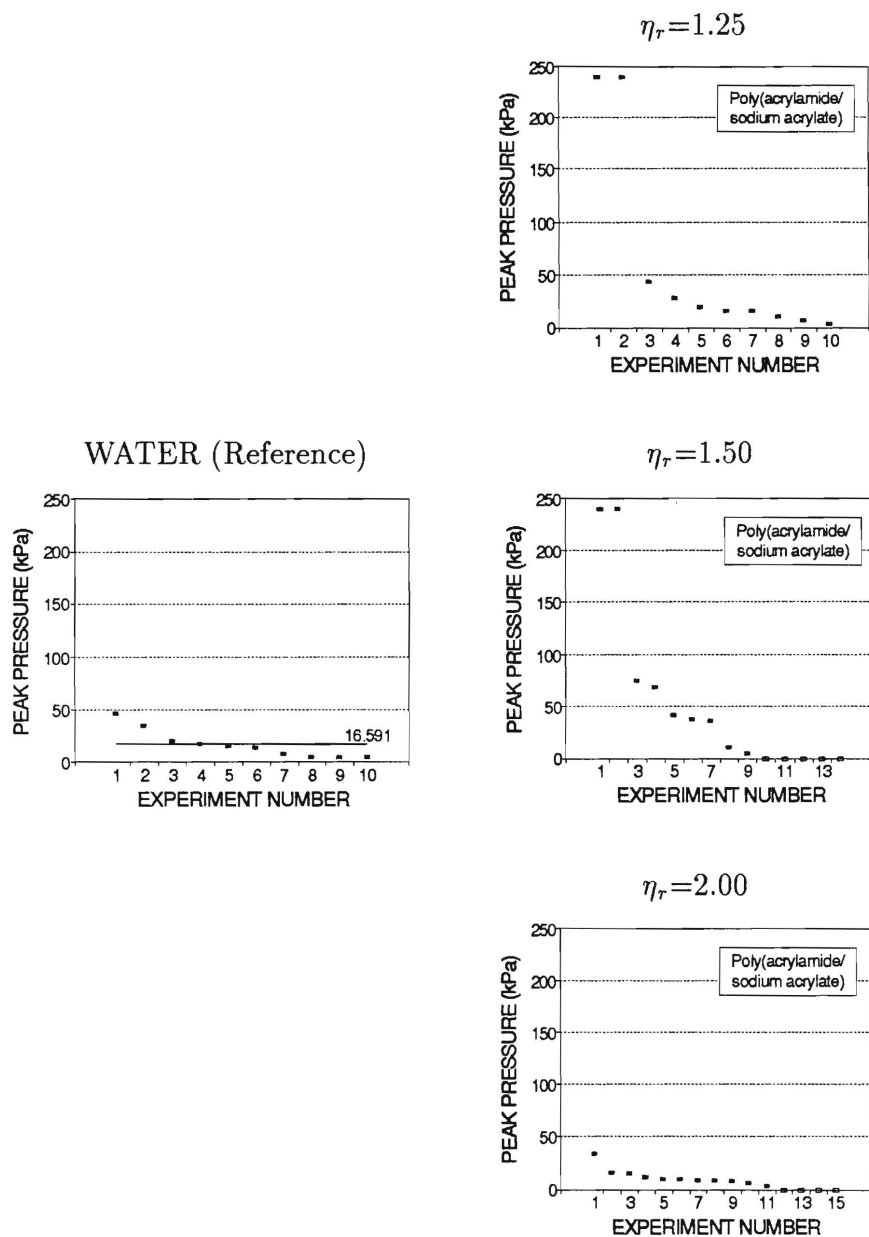 η_r=1.25
250
200
150
100
50
0
PEAK PRESSURE (kPa)
Poly(acrylamide/
sodium acrylate)
1 2 3 4 5 6 7 8 9 10
EXPERIMENT NUMBER
WATER (Reference)
250
200
150
100
50
0
PEAK PRESSURE (kPa)
16.591
1 2 3 4 5 6 7 8 9 10
EXPERIMENT NUMBER
η_r=1.50
250
200
150
100
50
0
PEAK PRESSURE (kPa)
Poly(acrylamide/
sodium acrylate)
1 3 5 7 9 11 13
EXPERIMENT NUMBER
η_r=2.00
250
200
150
100
50
0
PEAK PRESSURE (kPa)
Poly(acrylamide/
sodium acrylate)
1 3 5 7 9 11 13 15
EXPERIMENT NUMBER